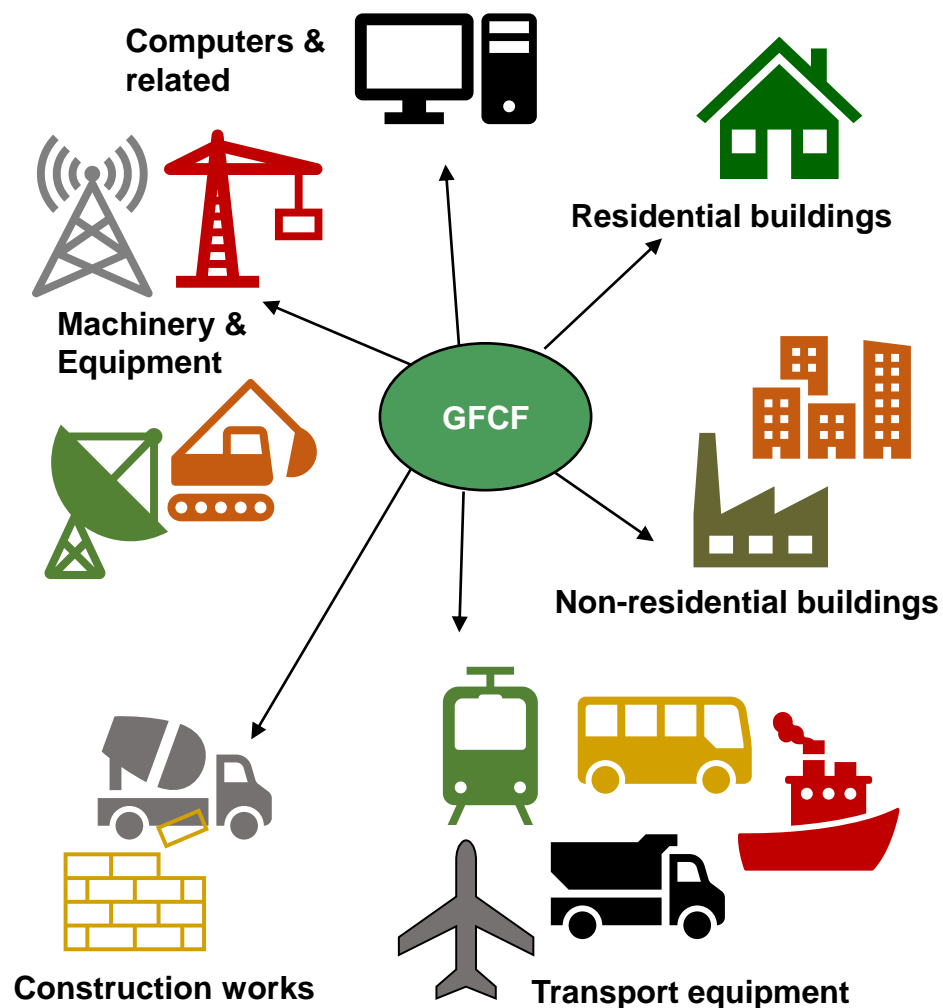 Computers &
related
Residential buildings
Machinery &
Equipment
GFCF
Non-residential buildings
Construction works
Transport equipment